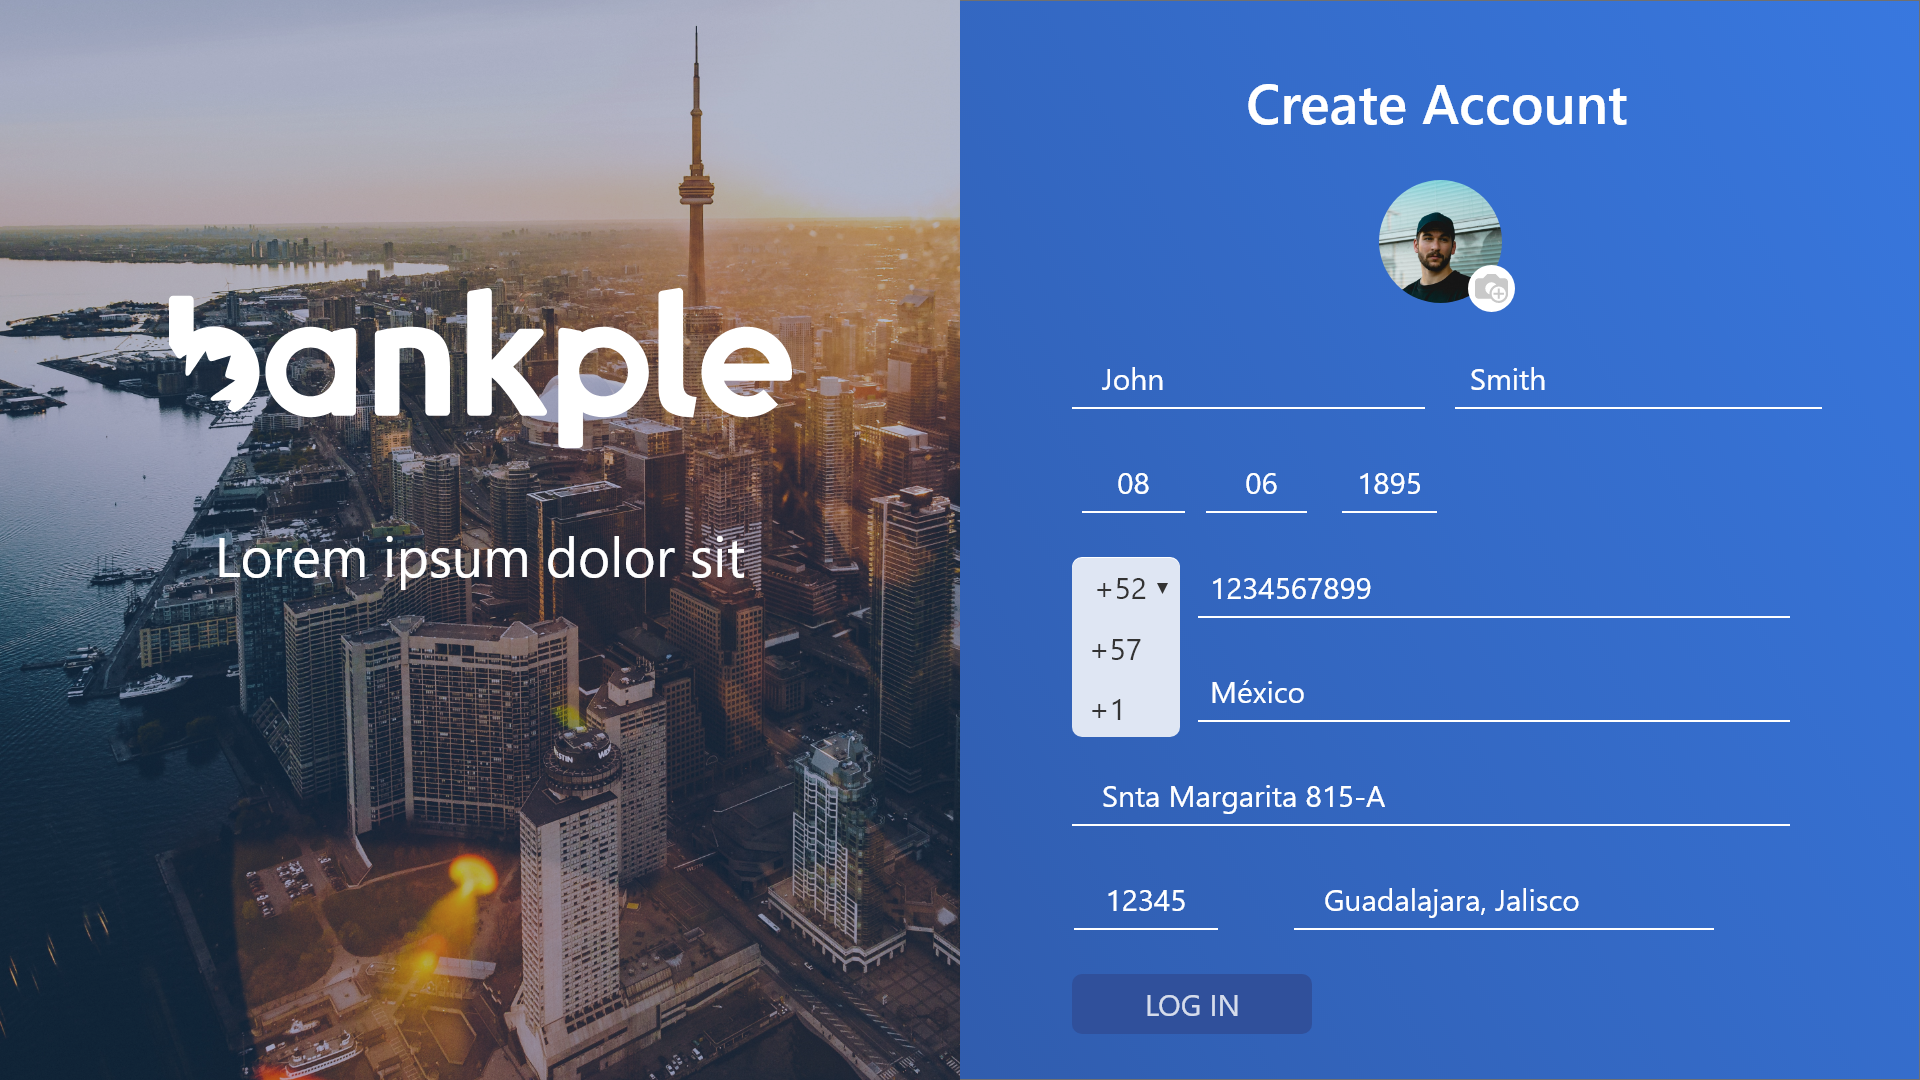 bankple
Lorem ipsum dolor sit
Create Account
John
Smith
08
06
1895
+52 ▾
1234567899
+57
México
+1
Snta Margarita 815-A
12345
Guadalajara, Jalisco
LOG IN